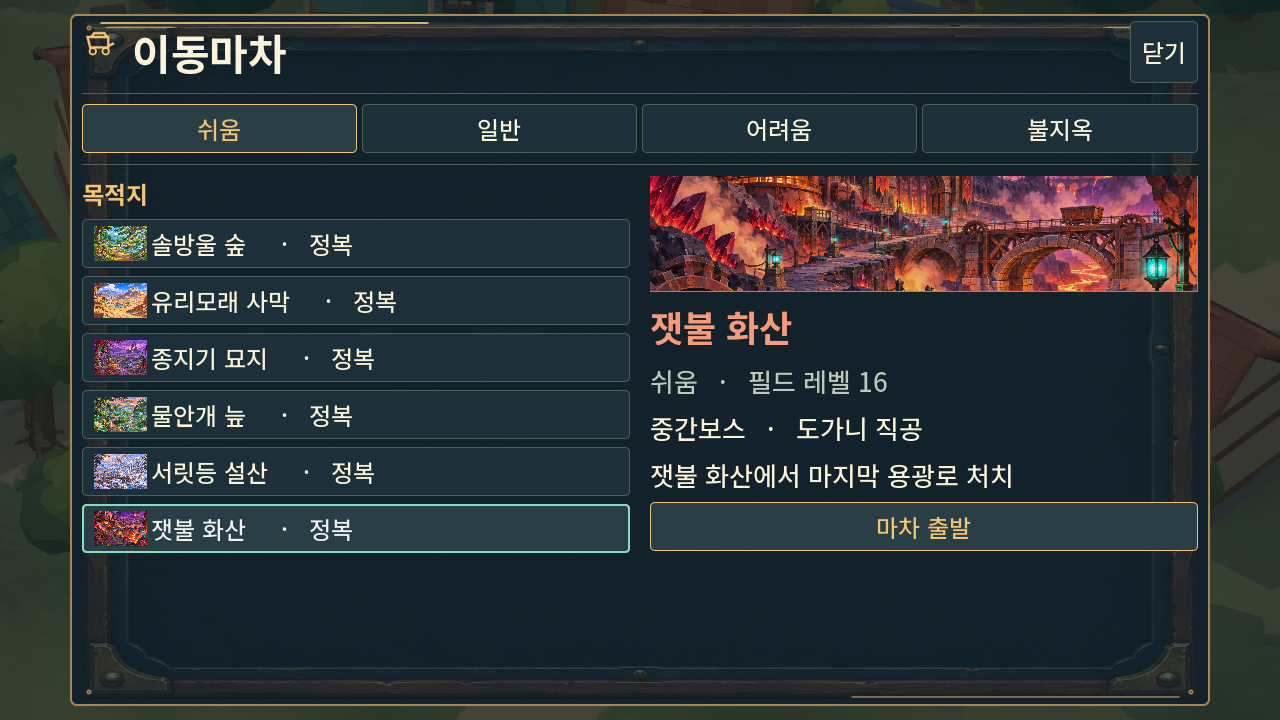 이동마차
닫기
쉬움
일반
어려움
불지옥
목적지
솔방울 숲 · 정복
유리모래 사막 · 정복
종지기 묘지 · 정복
물안개 늪 · 정복
서릿등 설산 · 정복
잿불 화산 · 정복
잿불 화산
쉬움 · 필드 레벨 16
중간보스 · 도가니 직공
잿불 화산에서 마지막 용광로 처치
마차 출발